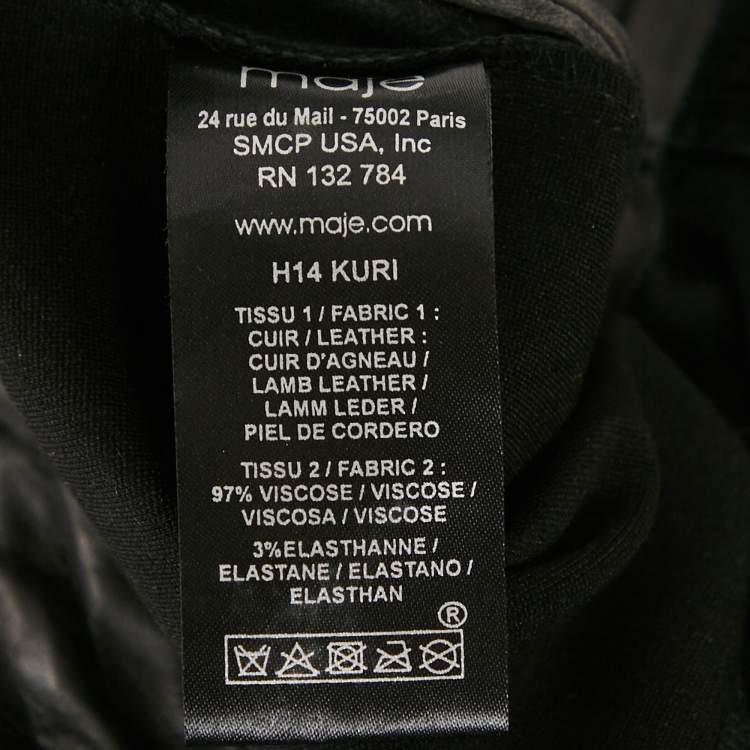 maje
24 rue du Mail - 75002 Paris
SMCP USA, Inc
RN 132 784
www.maje.com
H14 KURI
TISSU 1 / FABRIC 1 :
CUIR / LEATHER :
CUIR D'AGNEAU /
LAMB LEATHER /
LAMM LEDER /
PIEL DE CORDERO
TISSU 2 / FABRIC 2 :
97% VISCOSE / VISCOSE /
VISCOSA / VISCOSE
3%ELASTHANNE /
ELASTANE / ELASTANO /
ELASTHAN
®